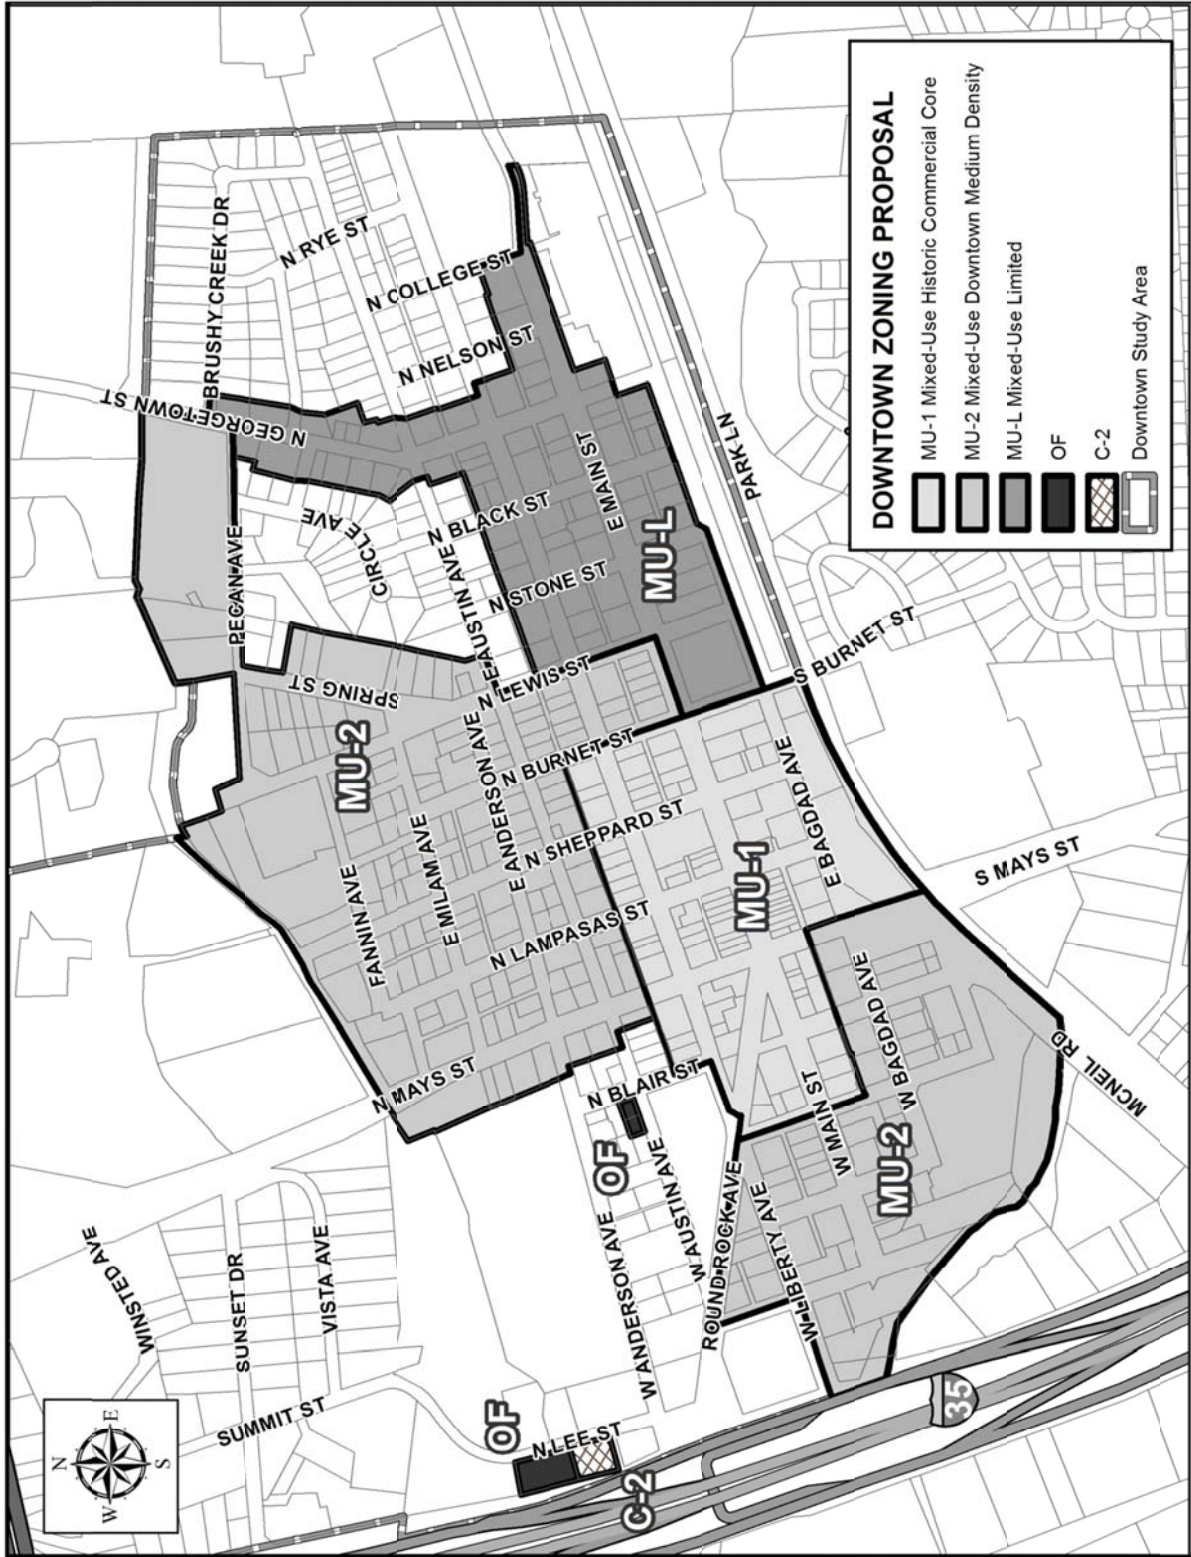 DOWNTOWN ZONING PROPOSAL
MU-1 Mixed-Use Historic Commercial Core
MU-2 Mixed-Use Downtown Medium Density
MU-L Mixed-Use Limited
OF
C-2
Downtown Study Area
N
W
E
S
WINSTED AVE
SUNSET DR
VISTA AVE
SUMMIT ST
N MAYS ST
FANNIN AVE
E MILAM AVE
MU-2
SPRING ST
PECAN AVE
N GEORGETOWN ST
BRUSHY CREEK DR
CIRCLE AVE
N RYE ST
N COLLEGE ST
N NELSON ST
N BLACK ST
E AUSTIN AVE
N STONE ST
E MAIN ST
MU-L
N LEWIS ST
E ANDERSON AVE
N BURNET ST
N SHEPPARD ST
N LAMPASAS ST
MU-1
E BAGDAD AVE
S BURNET ST
PARK LN
S MAYS ST
N BLAIR ST
OF
W AUSTIN AVE
W ANDERSON AVE
ROUND ROCK AVE
W LIBERTY AVE
W MAIN ST
W BAGDAD AVE
MU-2
MCNEIL RD
OF
N LEE ST
C-2
35